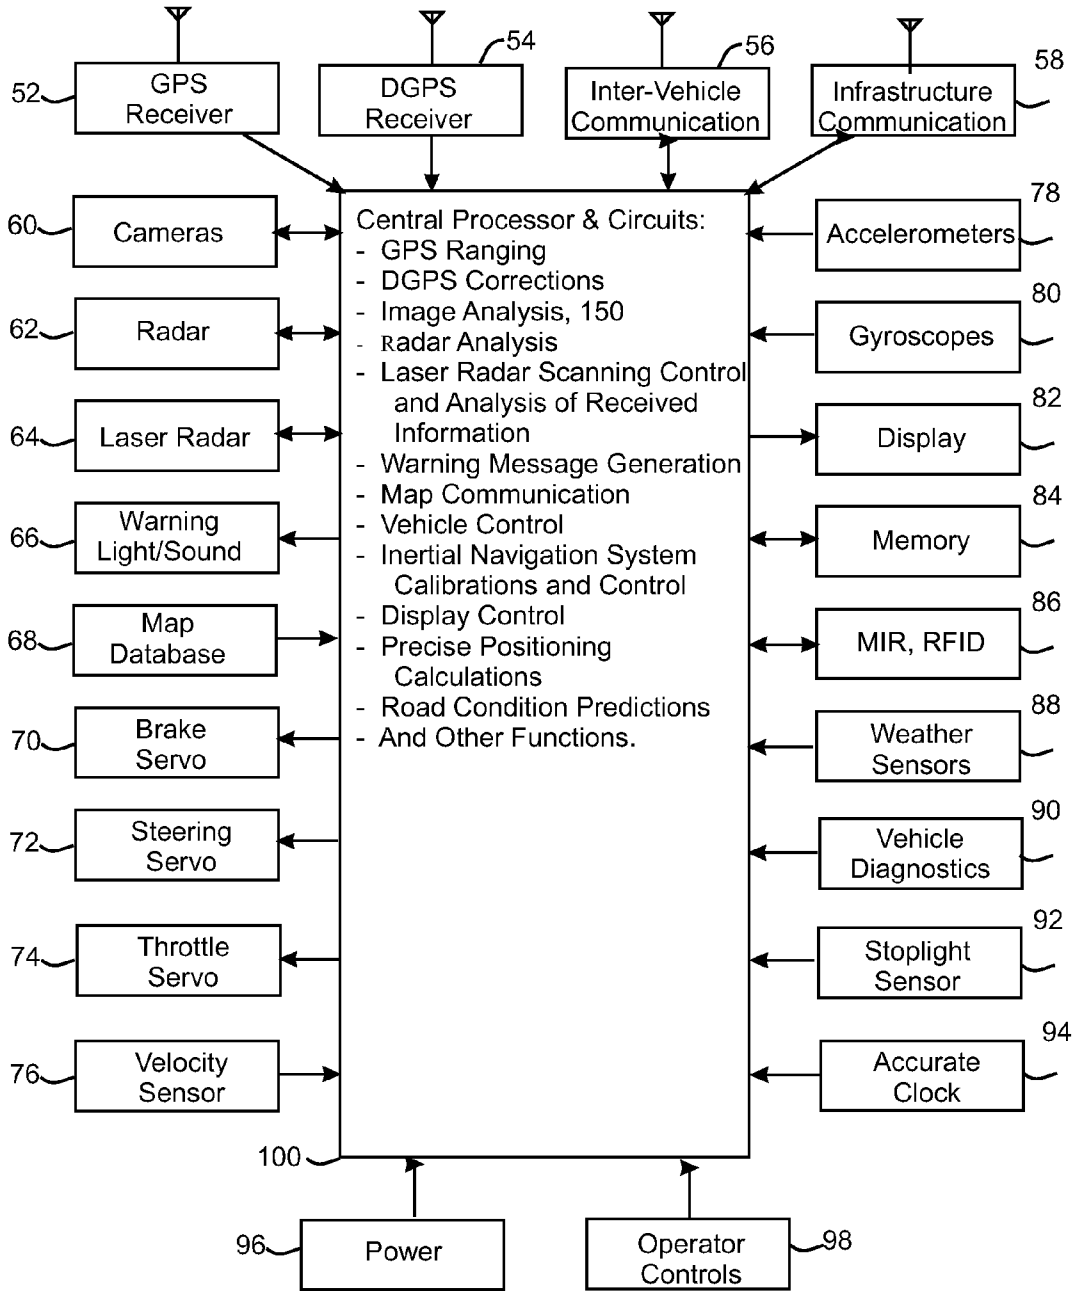 54
56
58
52
GPS
Receiver
DGPS
Receiver
Inter-Vehicle
Communication
Infrastructure
Communication
Central Processor & Circuits:
- GPS Ranging
- DGPS Corrections
- Image Analysis, 150
- Radar Analysis
- Laser Radar Scanning Control
and Analysis of Received
Information
- Warning Message Generation
- Map Communication
- Vehicle Control
- Inertial Navigation System
Calibrations and Control
- Display Control
- Precise Positioning
Calculations
- Road Condition Predictions
- And Other Functions.
100
60
Cameras
62
Radar
64
Laser Radar
66
Warning
Light/Sound
68
Map
Database
70
Brake
Servo
72
Steering
Servo
74
Throttle
Servo
76
Velocity
Sensor
78
Accelerometers
80
Gyroscopes
82
Display
84
Memory
86
MIR, RFID
88
Weather
Sensors
90
Vehicle
Diagnostics
92
Stoplight
Sensor
94
Accurate
Clock
96
Power
Operator
Controls
98